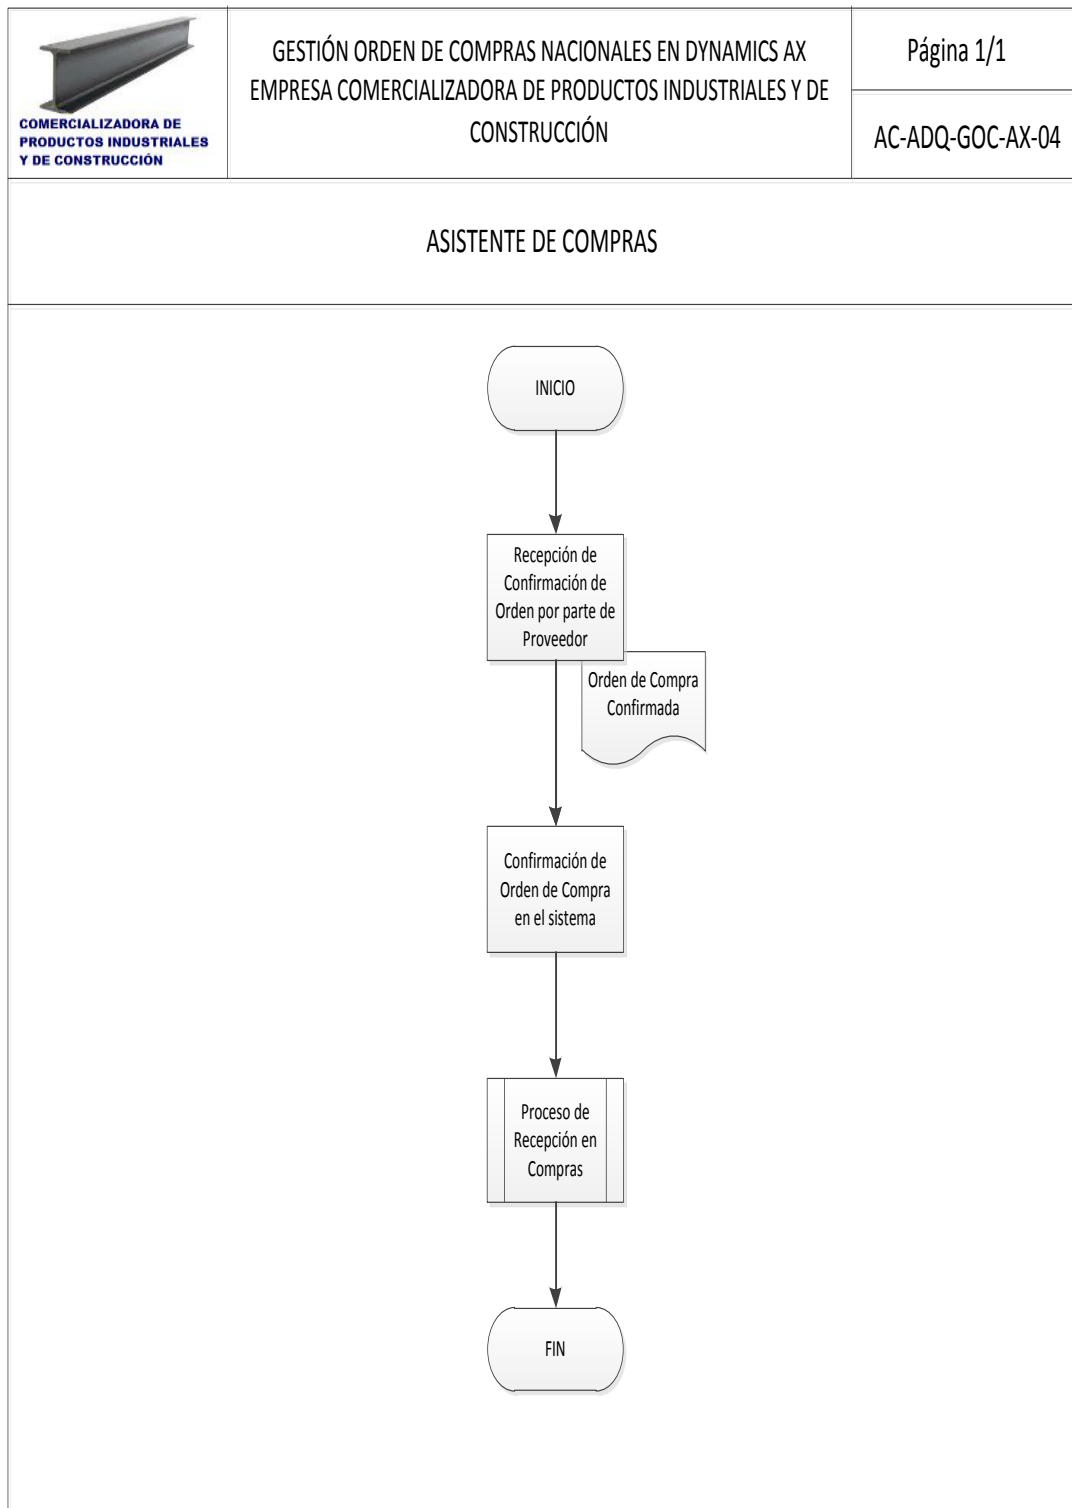 COMERCIALIZADORA DE
PRODUCTOS INDUSTRIALES
Y DE CONSTRUCCIÓN
GESTIÓN ORDEN DE COMPRAS NACIONALES EN DYNAMICS AX
EMPRESA COMERCIALIZADORA DE PRODUCTOS INDUSTRIALES Y DE
CONSTRUCCIÓN
Página 1/1
AC-ADQ-GOC-AX-04
ASISTENTE DE COMPRAS
INICIO
Recepción de
Confirmación de
Orden por parte de
Proveedor
Orden de Compra
Confirmada
Confirmación de
Orden de Compra
en el sistema
Proceso de
Recepción en
Compras
FIN